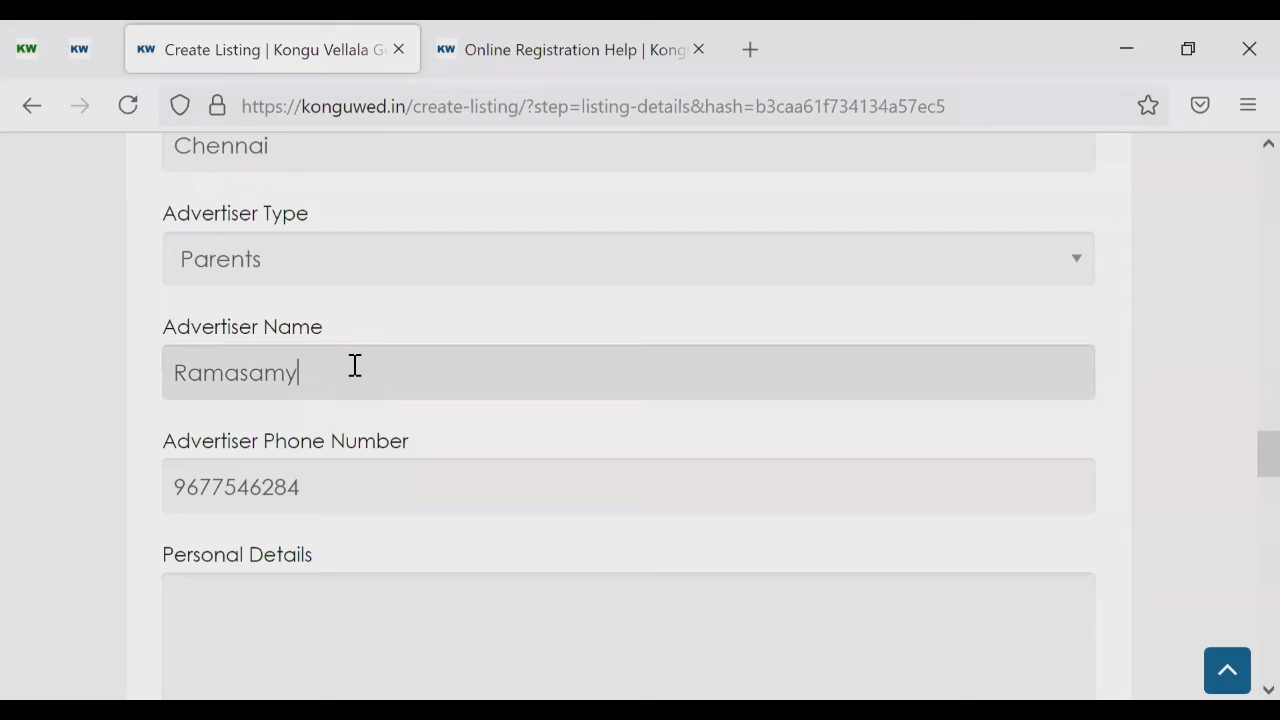 KW
KW
KW Create Listing | Kongu Vellala G
KW Online Registration Help | Kong
https://konguwed.in/create-listing/?step=listing-details&hash=b3caa61f734134a57ec5
Chennai
Advertiser Type
Parents
Advertiser Name
Ramasamy
Advertiser Phone Number
9677546284
Personal Details